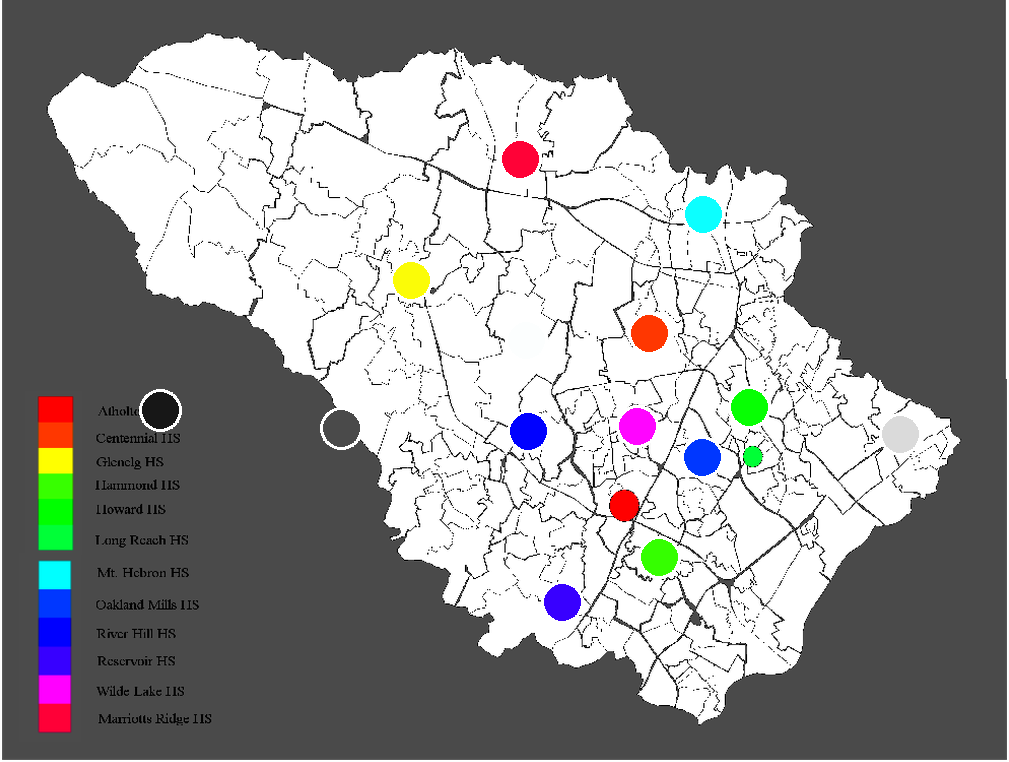 Atholto
Centennial HS
Glenelg HS
Hammond HS
Howard HS
Long Reach HS
Mt. Hebron HS
Oakland Mills HS
River Hill HS
Reservoir HS
Wilde Lake HS
Marriotts Ridge HS